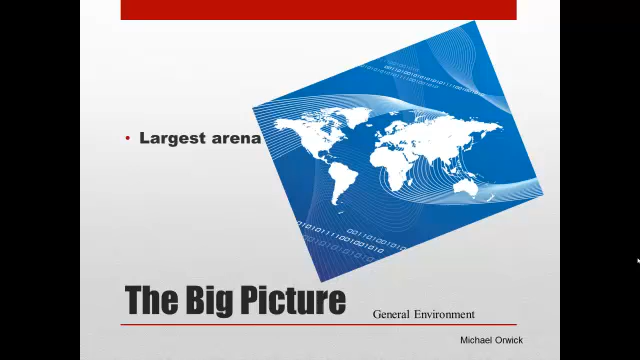 • Largest arena
The Big Picture
General Environment
Michael Orwick